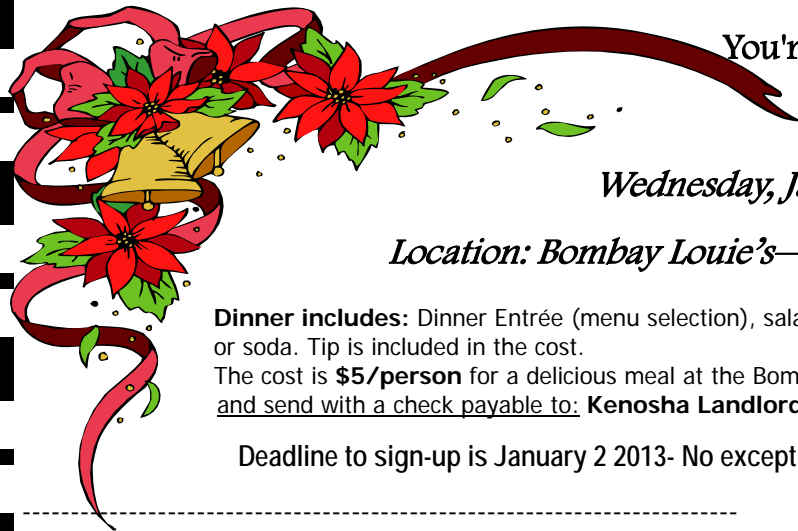 You'r
Wednesday, J
Location: Bombay Louie's—
Dinner includes: Dinner Entrée (menu selection), sala
or soda. Tip is included in the cost.
The cost is $5/person for a delicious meal at the Bom
and send with a check payable to: Kenosha Landlord
Deadline to sign-up is January 2 2013- No except